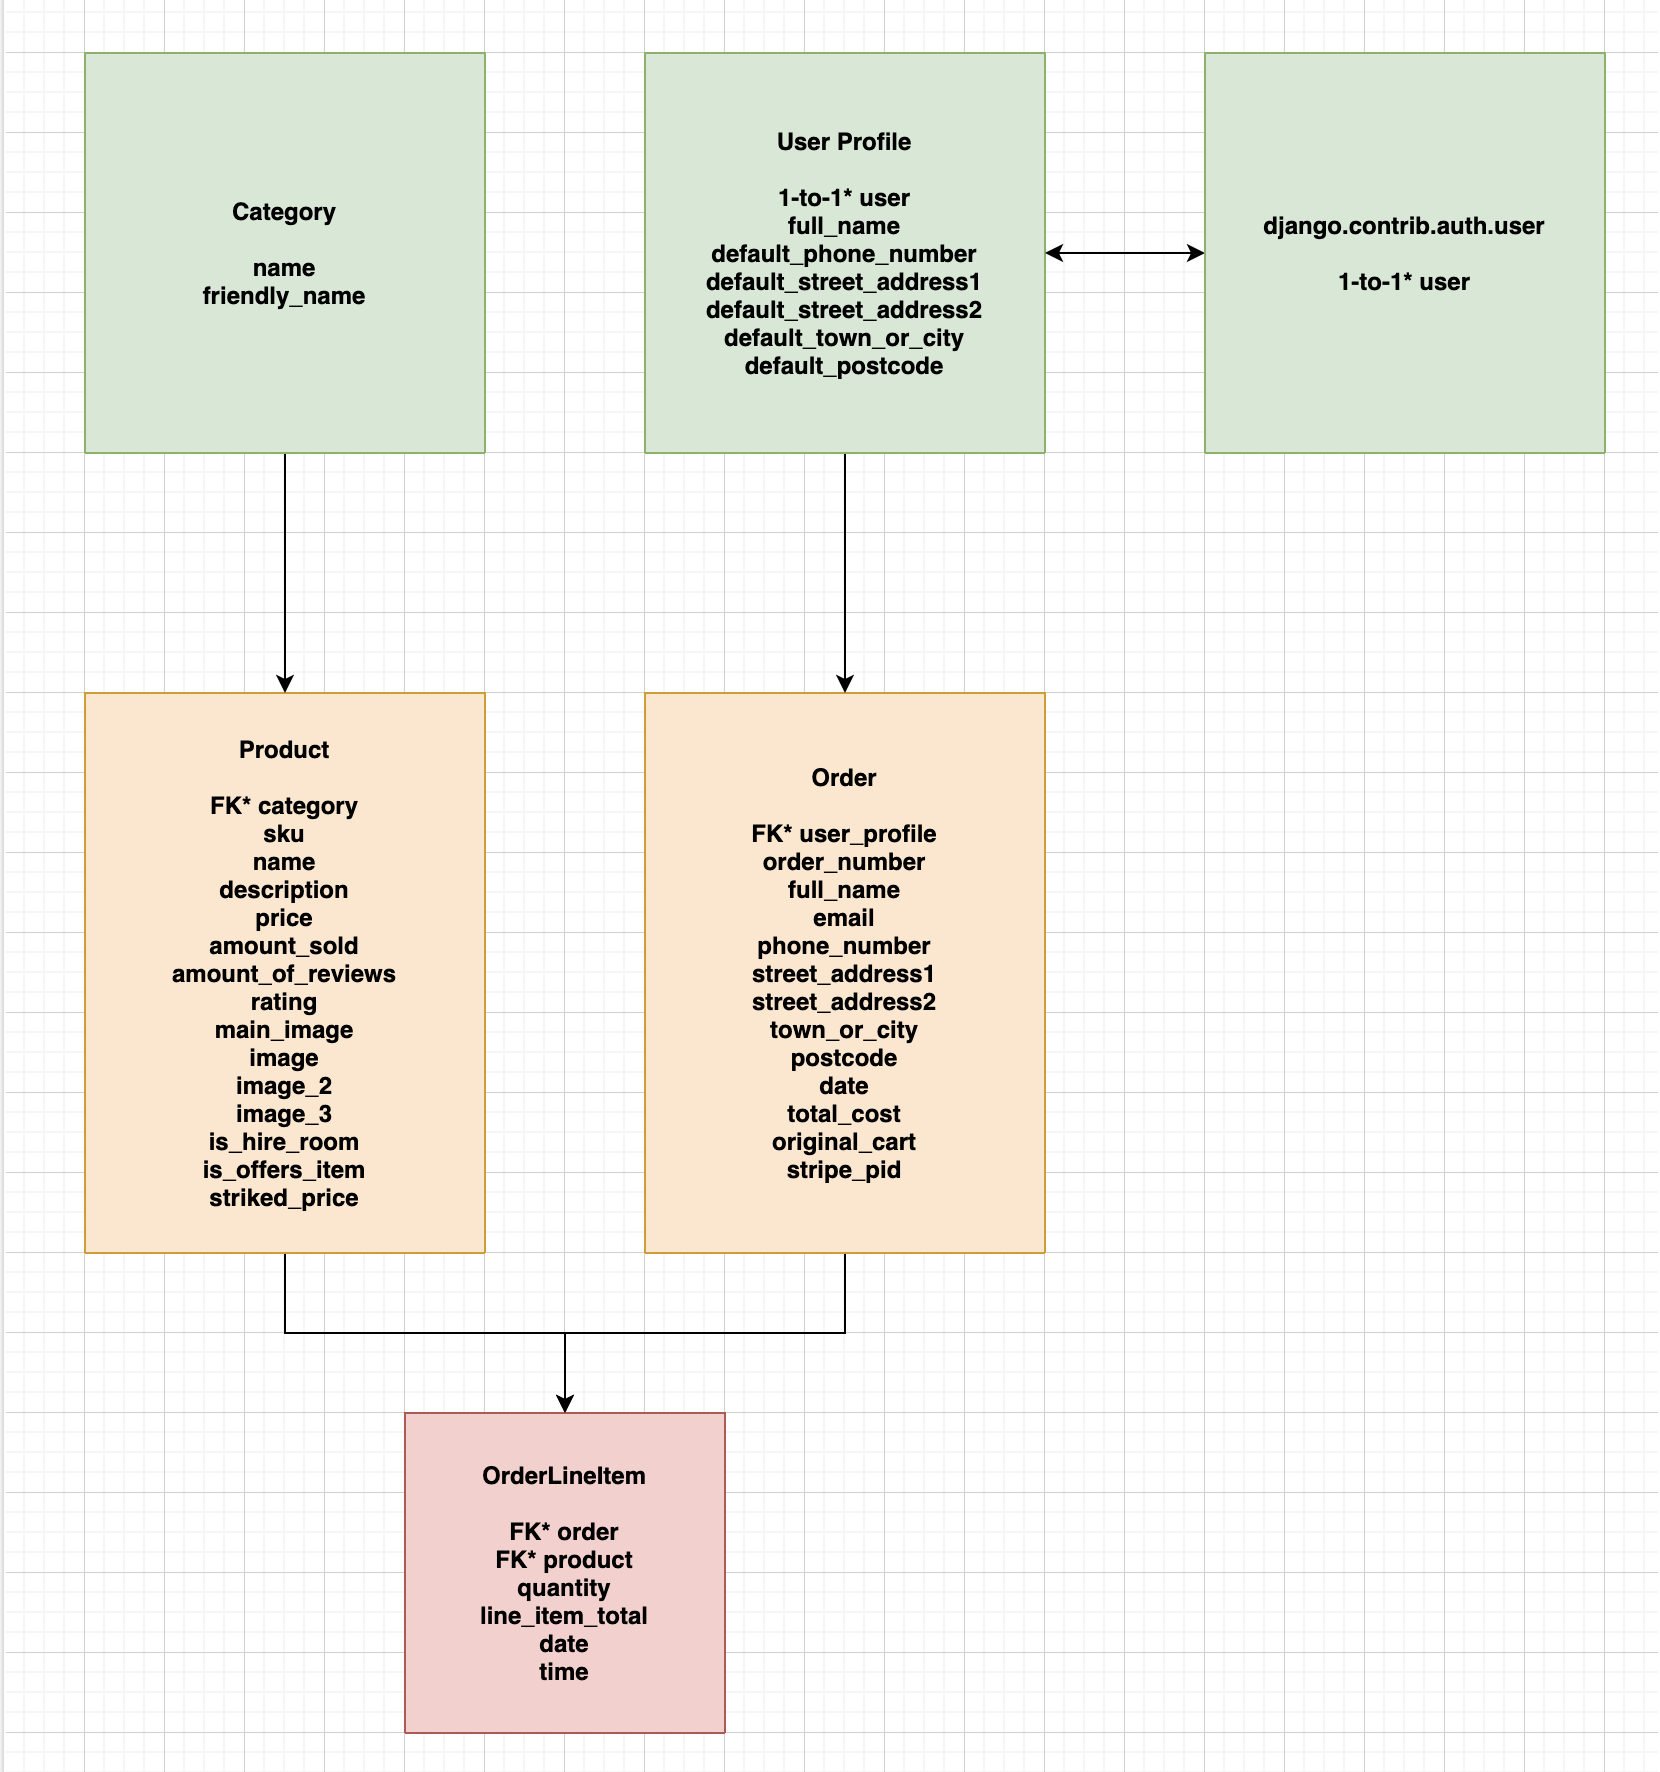 Category
name
friendly_name
User Profile
1-to-1* user
full_name
default_phone_number
default_street_address1
default_street_address2
default_town_or_city
default_postcode
django.contrib.auth.user
1-to-1* user
Product
FK* category
sku
name
description
price
amount_sold
amount_of_reviews
rating
main_image
image
image_2
image_3
is_hire_room
is_offers_item
striked_price
Order
FK* user_profile
order_number
full_name
email
phone_number
street_address1
street_address2
town_or_city
postcode
date
total_cost
original_cart
stripe_pid
OrderLineItem
FK* order
FK* product
quantity
line_item_total
date
time